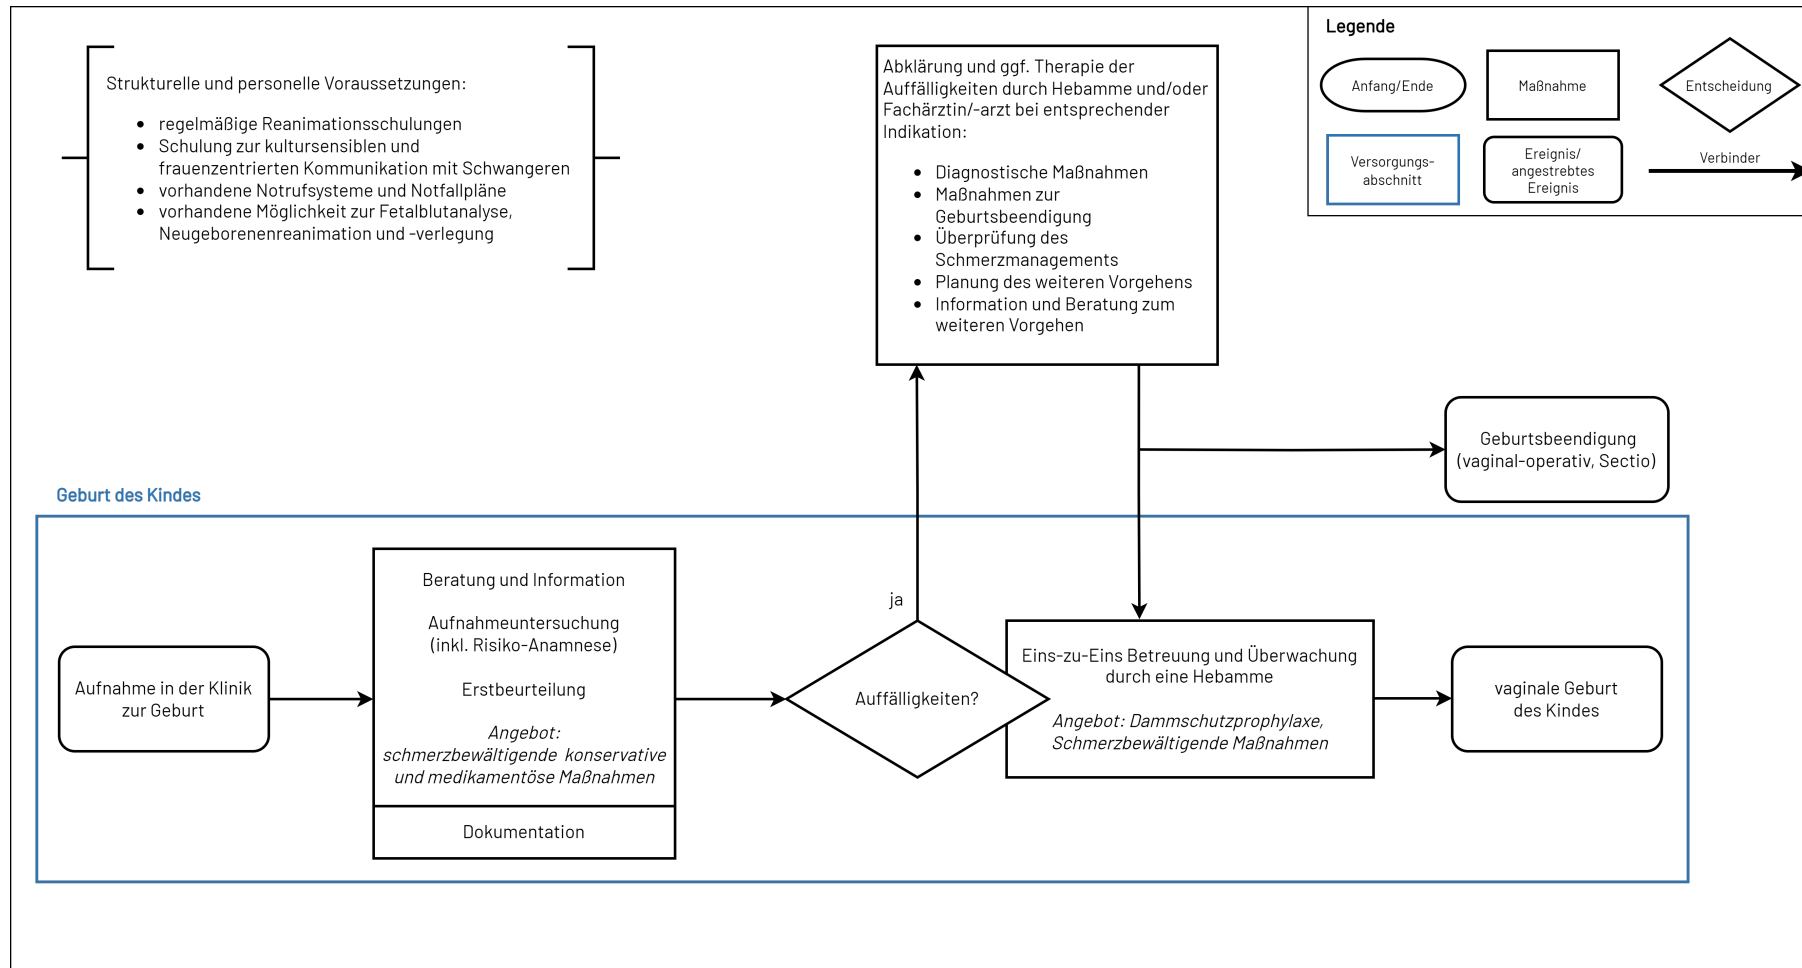 Strukturelle und personelle Voraussetzungen:
• regelmäßige Reanimationsschulungen
• Schulung zur kultursensiblen und
frauenzentrierten Kommunikation mit Schwangeren
• vorhandene Notrufsysteme und Notfallpläne
• vorhandene Möglichkeit zur Fetalblutanalyse,
Neugeborenenreanimation und -verlegung
Abklärung und ggf. Therapie der
Auffälligkeiten durch Hebamme und/oder
Fachärztin/-arzt bei entsprechender
Indikation:
• Diagnostische Maßnahmen
• Maßnahmen zur
Geburtsbeendigung
• Überprüfung des
Schmerzmanagements
• Planung des weiteren Vorgehens
• Information und Beratung zum
weiteren Vorgehen
Legende
Anfang/Ende
Maßnahme
Entscheidung
Versorgungs-
abschnitt
Ereignis/
angestrebtes
Ereignis
Verbinder
Geburtsbeendigung
(vaginal-operativ, Sectio)
Geburt des Kindes
Aufnahme in der Klinik
zur Geburt
Beratung und Information
Aufnahmeuntersuchung
(inkl. Risiko-Anamnese)
Erstbeurteilung
Angebot:
schmerzbewältigende konservative
und medikamentöse Maßnahmen
Dokumentation
ja
Auffälligkeiten?
Eins-zu-Eins Betreuung und Überwachung
durch eine Hebamme
Angebot: Dammschutzprophylaxe,
Schmerzbewältigende Maßnahmen
vaginale Geburt
des Kindes